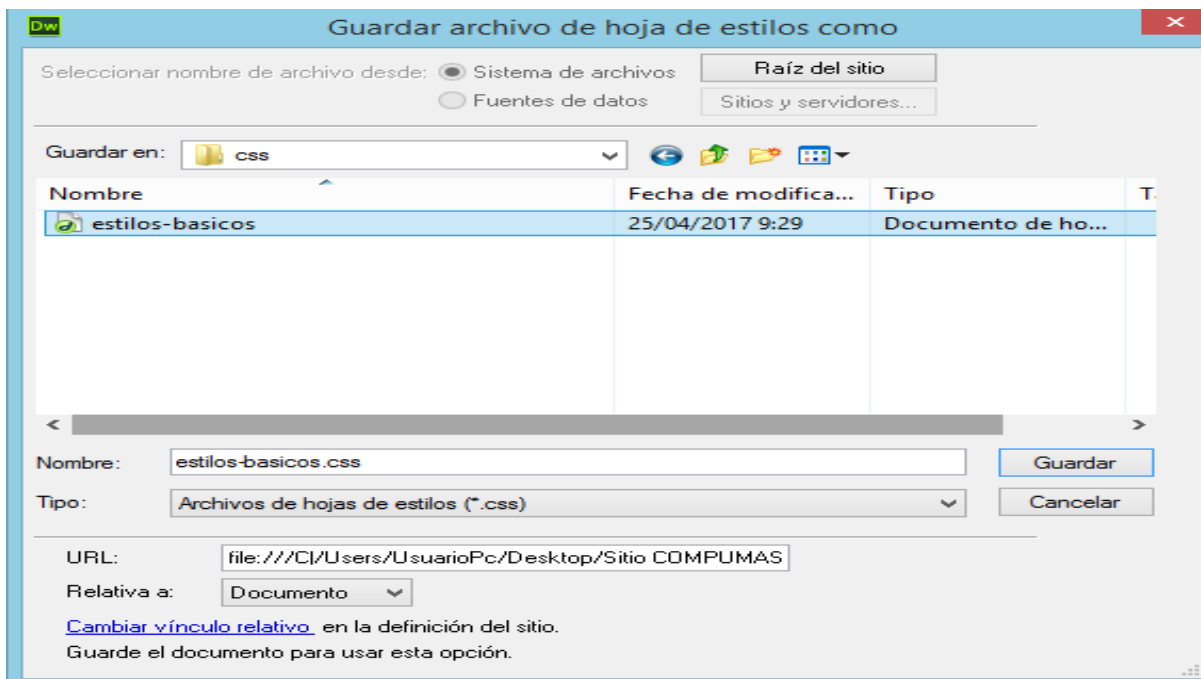 Dw Guardar archivo de hoja de estilos como
Seleccionar nombre de archivo desde: Sistema de archivos Raíz del sitio
Fuentes de datos Sitios y servidores...
Guardar en: css
Nombre Fecha de modifica... Tipo T
estilos-basicos 25/04/2017 9:29 Documento de ho...
Nombre: estilos-basicos.css Guardar
Tipo: Archivos de hojas de estilos (*.css) Cancelar
URL: file:///C|/Users/UsuarioPc/Desktop/Sitio COMPUMAS
Relativa a: Documento
Cambiar vínculo relativo en la definición del sitio.
Guarde el documento para usar esta opción.